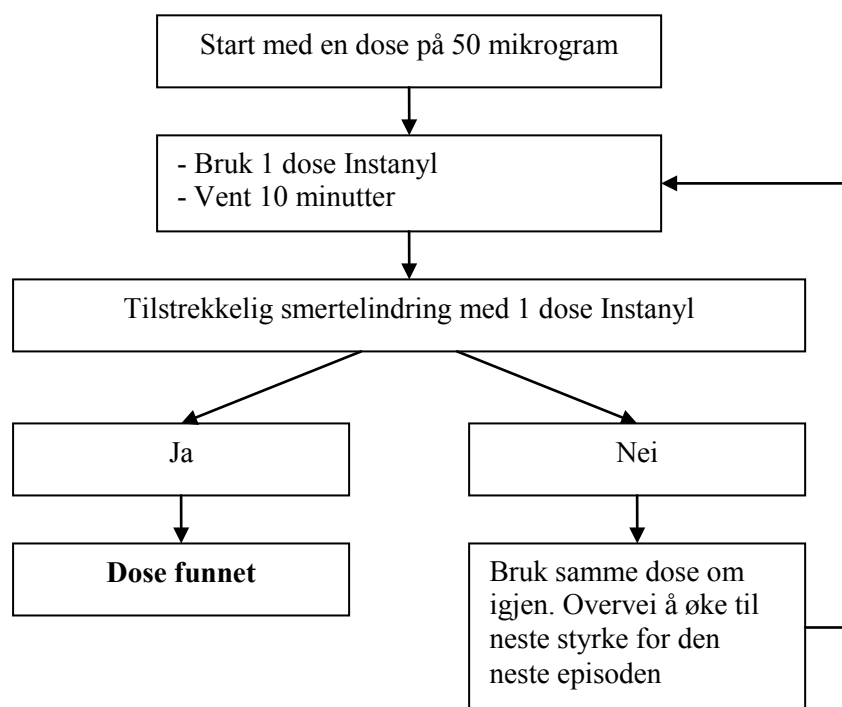 Start med en dose på 50 mikrogram
- Bruk 1 dose Instanyl
- Vent 10 minutter
Tilstrekkelig smertelindring med 1 dose Instanyl
Ja
Nei
Dose funnet
Bruk samme dose om
igjen. Overvei å øke til
neste styrke for den
neste episoden